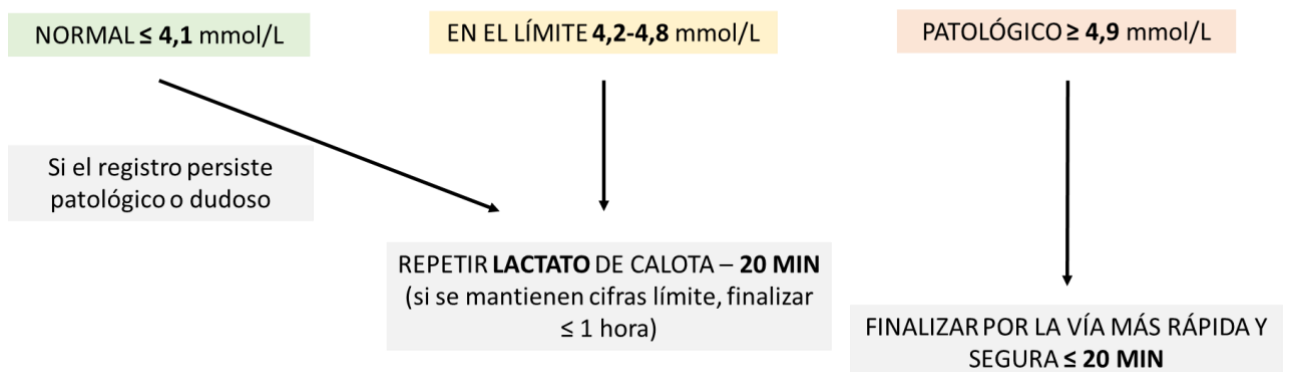 NORMAL ≤ 4,1 mmol/L
EN EL LÍMITE 4,2-4,8 mmol/L
PATOLÓGICO ≥ 4,9 mmol/L
Si el registro persiste
patológico o dudoso
REPETIR LACTATO DE CALOTA – 20 MIN
(si se mantienen cifras límite, finalizar
≤ 1 hora)
FINALIZAR POR LA VÍA MÁS RÁPIDA Y
SEGURA ≤ 20 MIN